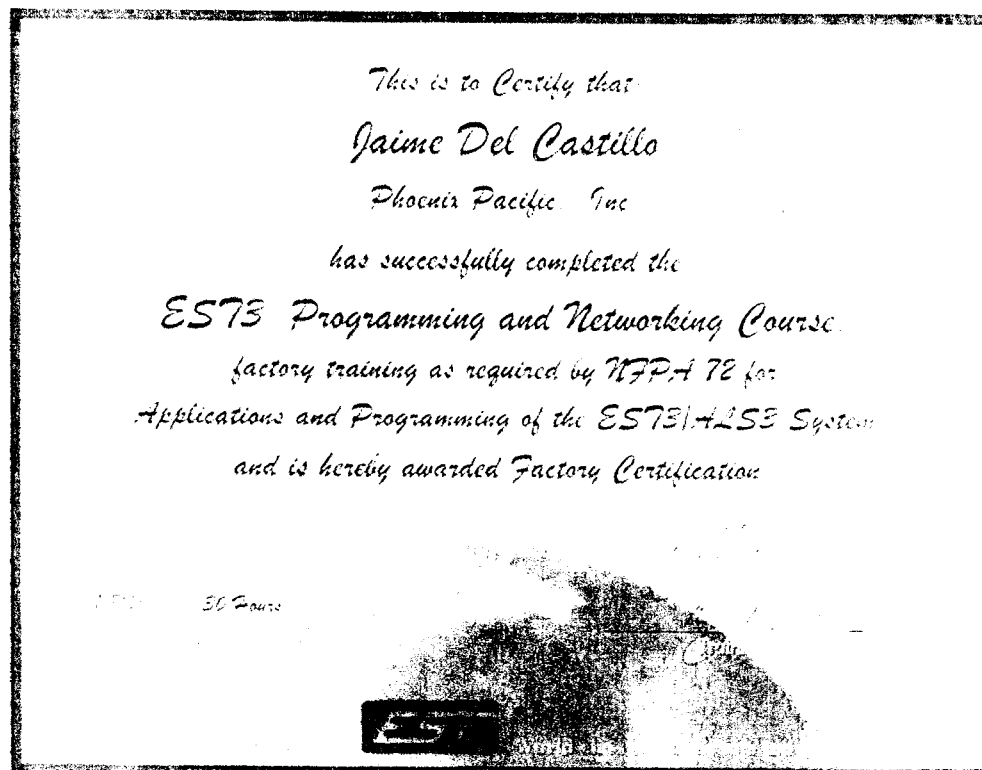 This is to Certify that
Jaime Del Castillo
Phoenix Pacific Inc
has successfully completed the
EST3 Programming and Networking Course
factory training as required by NFPA 72 for
Applications and Programming of the EST3/ALS3 System
and is hereby awarded Factory Certification
30 Hours
EST